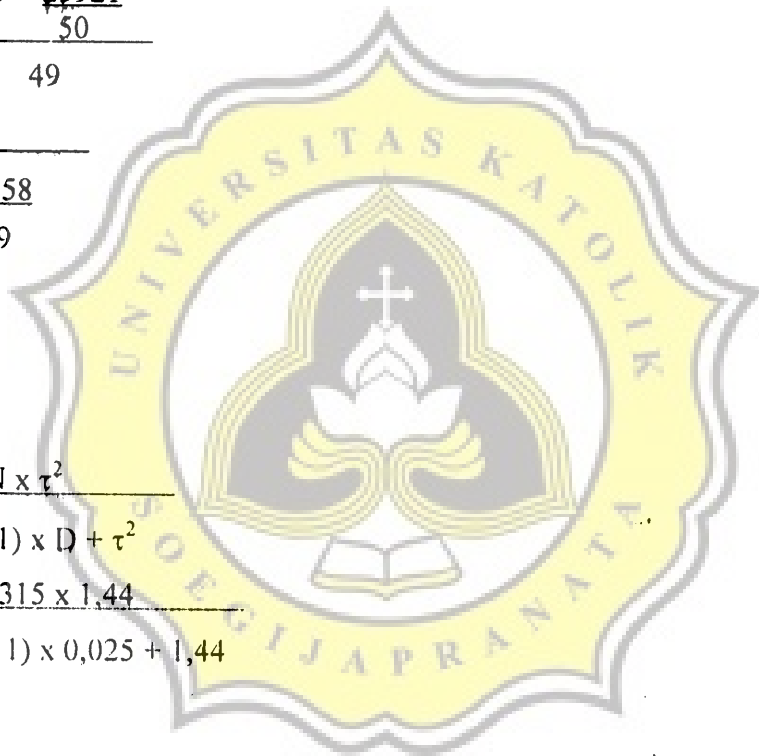 50
49
58
9
N x τ²
1) x D + τ²
315 x 1,44
1) x 0,025 + 1,44
UNIVERSITAS KATOLIK
SOEGIJAPRANATA